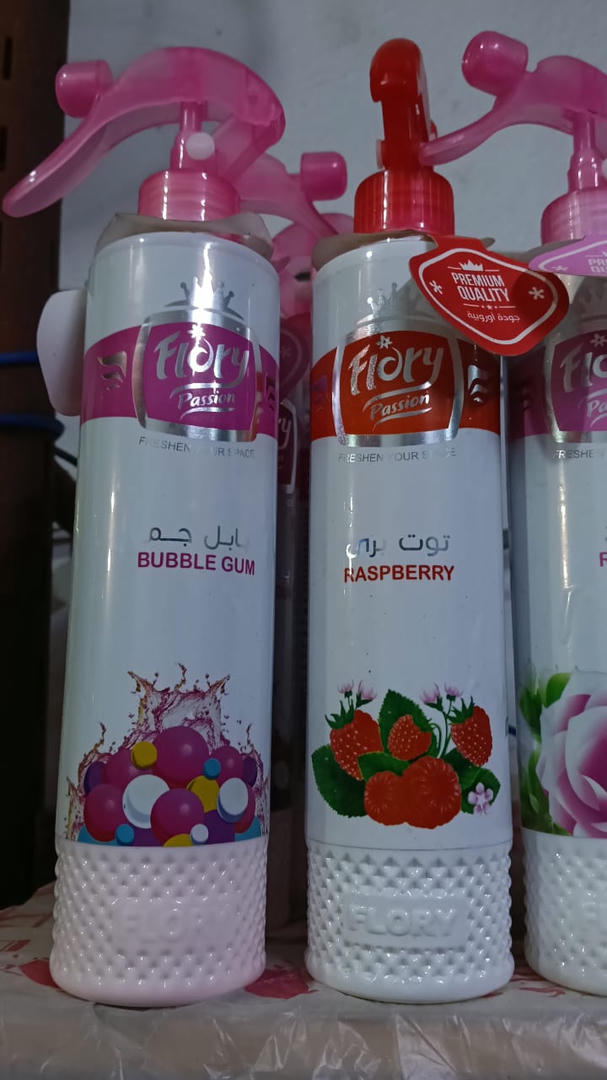 Flory
Passion
FRESHEN YOUR SPACE
بابل جم
BUBBLE GUM
FLORY
PREMIUM
QUALITY
جودة اوروبية
Flory
Passion
FRESHEN YOUR SPACE
توت بري
RASPBERRY
FLORY